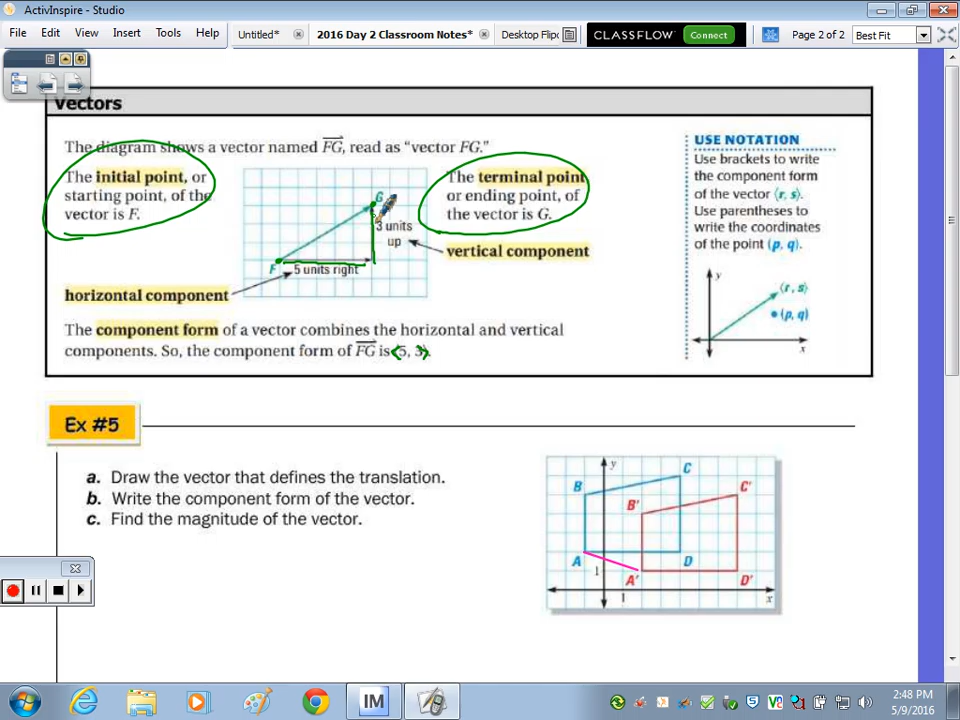 ActivInspire - Studio
File Edit View Insert Tools Help Untitled* 2016 Day 2 Classroom Notes* Desktop Flipc CLASSFLOW Connect Page 2 of 2 Best Fit
Vectors
The diagram shows a vector named FG, read as “vector FG.”
The initial point, or
starting point, of the
vector is F.
G
3 units
up
F
5 units right
The terminal point,
or ending point, of
the vector is G.
vertical component
horizontal component
The component form of a vector combines the horizontal and vertical
components. So, the component form of FG is <5, 3>.
USE NOTATION
Use brackets to write
the component form
of the vector ⟨r, s⟩.
Use parentheses to
write the coordinates
of the point (p, q).
y
⟨r, s⟩
(p, q)
x
Ex #5
a. Draw the vector that defines the translation.
b. Write the component form of the vector.
c. Find the magnitude of the vector.
y
C
B
C'
B'
A
D
1
A'
D'
1
x
IM
2:48 PM
5/9/2016